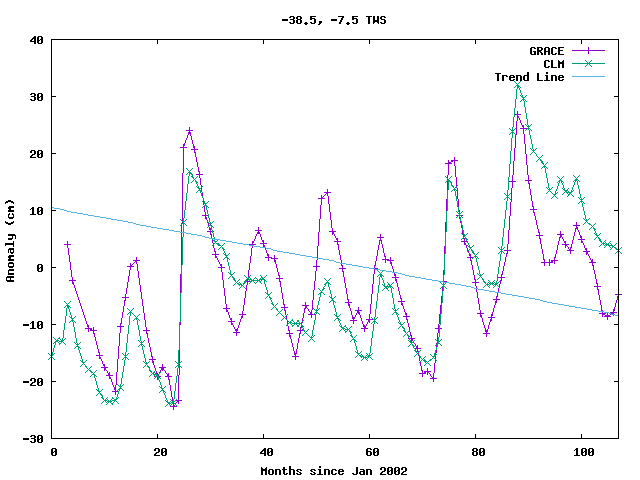 -38.5, -7.5 TWS
GRACE
CLM
Trend Line
40
30
20
10
0
-10
-20
-30
Anomaly (cm)
0 20 40 60 80 100
Months since Jan 2002